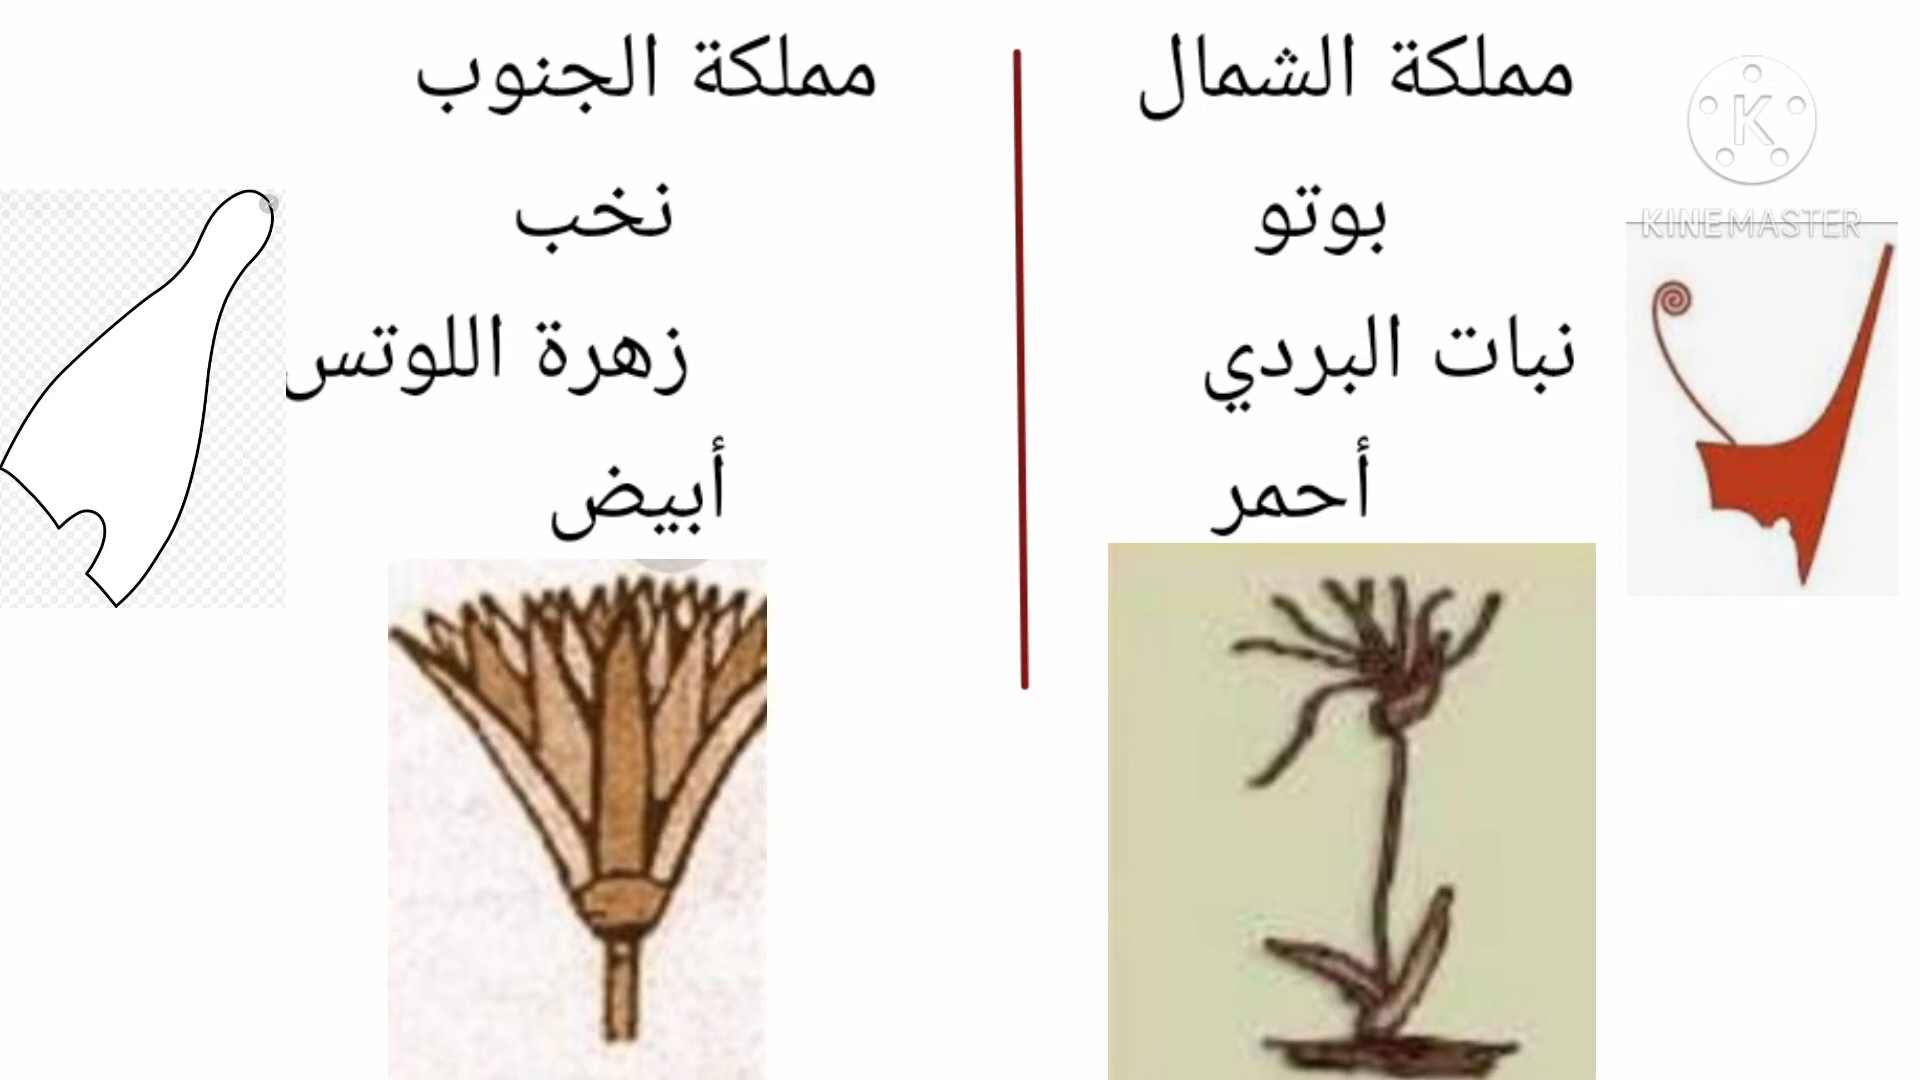 مملكة الشمال
بوتو
نبات البردي
أحمر
مملكة الجنوب
نخب
زهرة اللوتس
أبيض
K
KINEMASTER